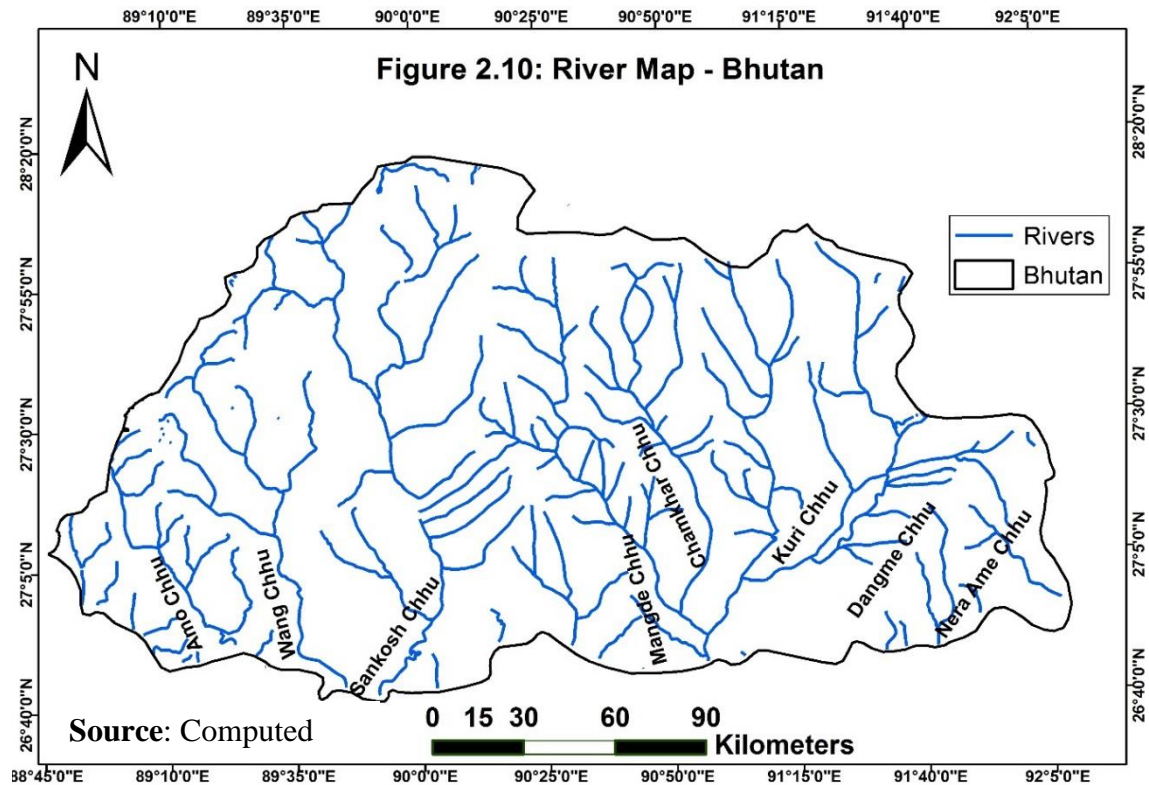 89°10'0"E 89°35'0"E 90°0'0"E 90°25'0"E 90°50'0"E 91°15'0"E 91°40'0"E 92°5'0"E
N
Figure 2.10: River Map - Bhutan
28°20'0"N
28°20'0"N
Rivers
Bhutan
27°55'0"N
27°55'0"N
27°30'0"N
27°30'0"N
27°5'0"N
27°5'0"N
Amo Chhu
Wang Chhu
Sankosh Chhu
Mangde Chhu
Chamkhar Chhu
Kuri Chhu
Dangme Chhu
Nera Ame Chhu
26°40'0"N
26°40'0"N
Source: Computed
0 15 30 60 90
Kilometers
88°45'0"E 89°10'0"E 89°35'0"E 90°0'0"E 90°25'0"E 90°50'0"E 91°15'0"E 91°40'0"E 92°5'0"E